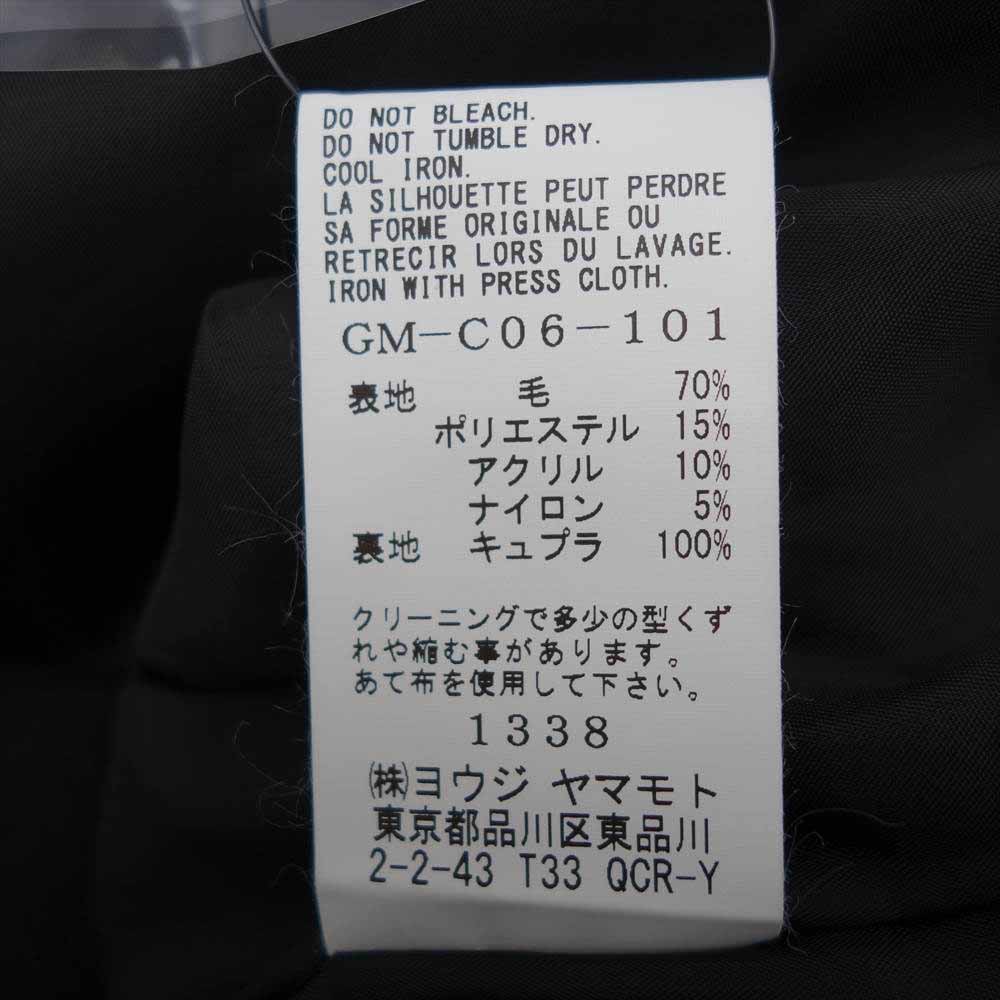 DO NOT BLEACH.
DO NOT TUMBLE DRY.
COOL IRON.
LA SILHOUETTE PEUT PERDRE
SA FORME ORIGINALE OU
RETRECIR LORS DU LAVAGE.
IRON WITH PRESS CLOTH.
GM-C06-101
表地 毛 70%
ポリエステル 15%
アクリル 10%
ナイロン 5%
裏地 キュプラ 100%
クリーニングで多少の型くず
れや縮む事があります。
あて布を使用して下さい。
1338
㈱ヨウジ ヤマモト
東京都品川区東品川
2-2-43 T33 QCR-Y